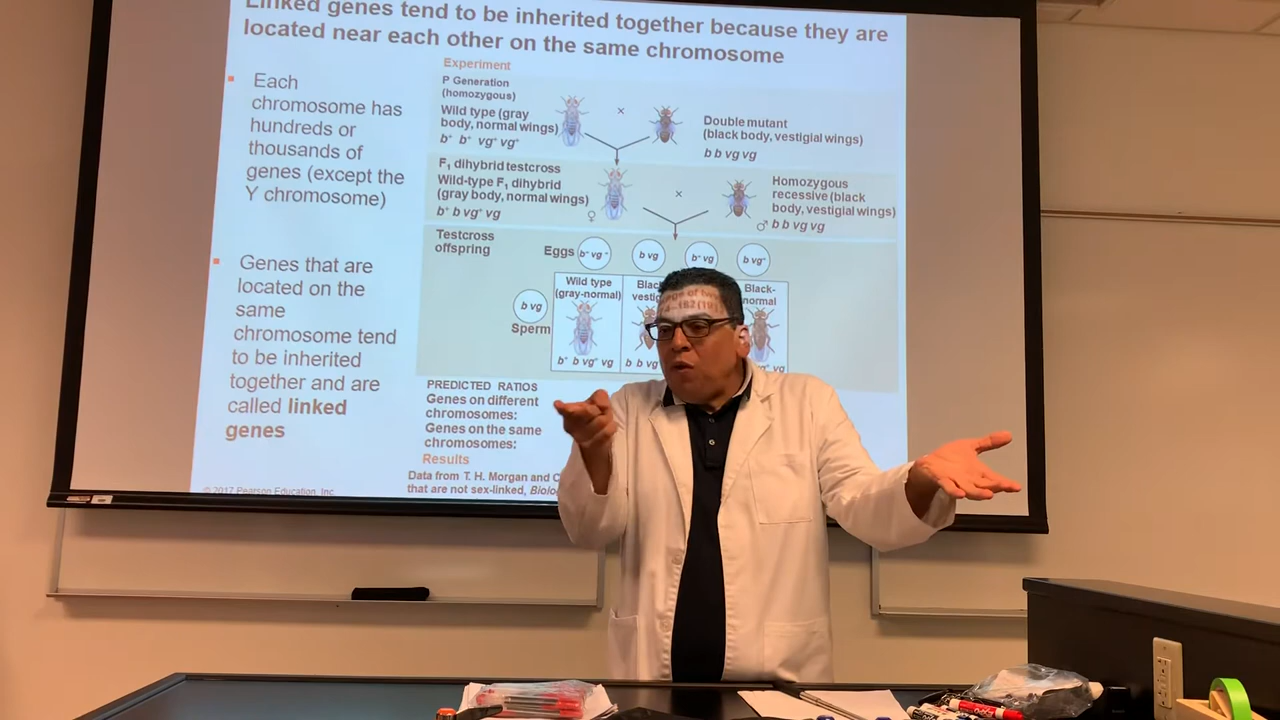 Linked genes tend to be inherited together because they are
located near each other on the same chromosome
Each
chromosome has
hundreds or
thousands of
genes (except the
Y chromosome)
Genes that are
located on the
same
chromosome tend
to be inherited
together and are
called linked
genes
© 2017 Pearson Education, Inc.
Experiment
P Generation
(homozygous)
Wild type (gray
body, normal wings)
b⁺ b⁺ vg⁺ vg⁺
×
Double mutant
(black body, vestigial wings)
b b vg vg
F₁ dihybrid testcross
Wild-type F₁ dihybrid
(gray body, normal wings)
b⁺ b vg⁺ vg
♀
×
Homozygous
recessive (black
body, vestigial wings)
♂ b b vg vg
Testcross
offspring
Eggs b⁺ vg⁺ b vg b⁺ vg b vg⁺
Wild type
(gray-normal)
Black-
normal
b vg
Sperm
b⁺ b vg⁺ vg
b b
PREDICTED RATIOS
Genes on different
chromosomes:
Genes on the same
chromosomes:
Results
Data from T. H. Morgan and
that are not sex-linked,